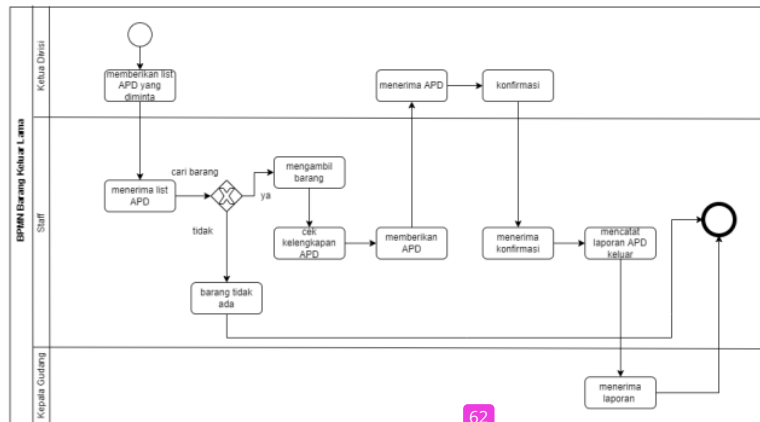 BPMN Barang Keluar Lama
Ketua Divisi
memberikan list
APD yang
diminta
menerima APD
konfirmasi
Staff
menerima list
APD
cari barang
ya
tidak
mengambil
barang
cek
kelengkapan
APD
memberikan
APD
menerima
konfirmasi
mencatat
laporan APD
keluar
barang tidak
ada
Kepala Gudang
menerima
laporan
62